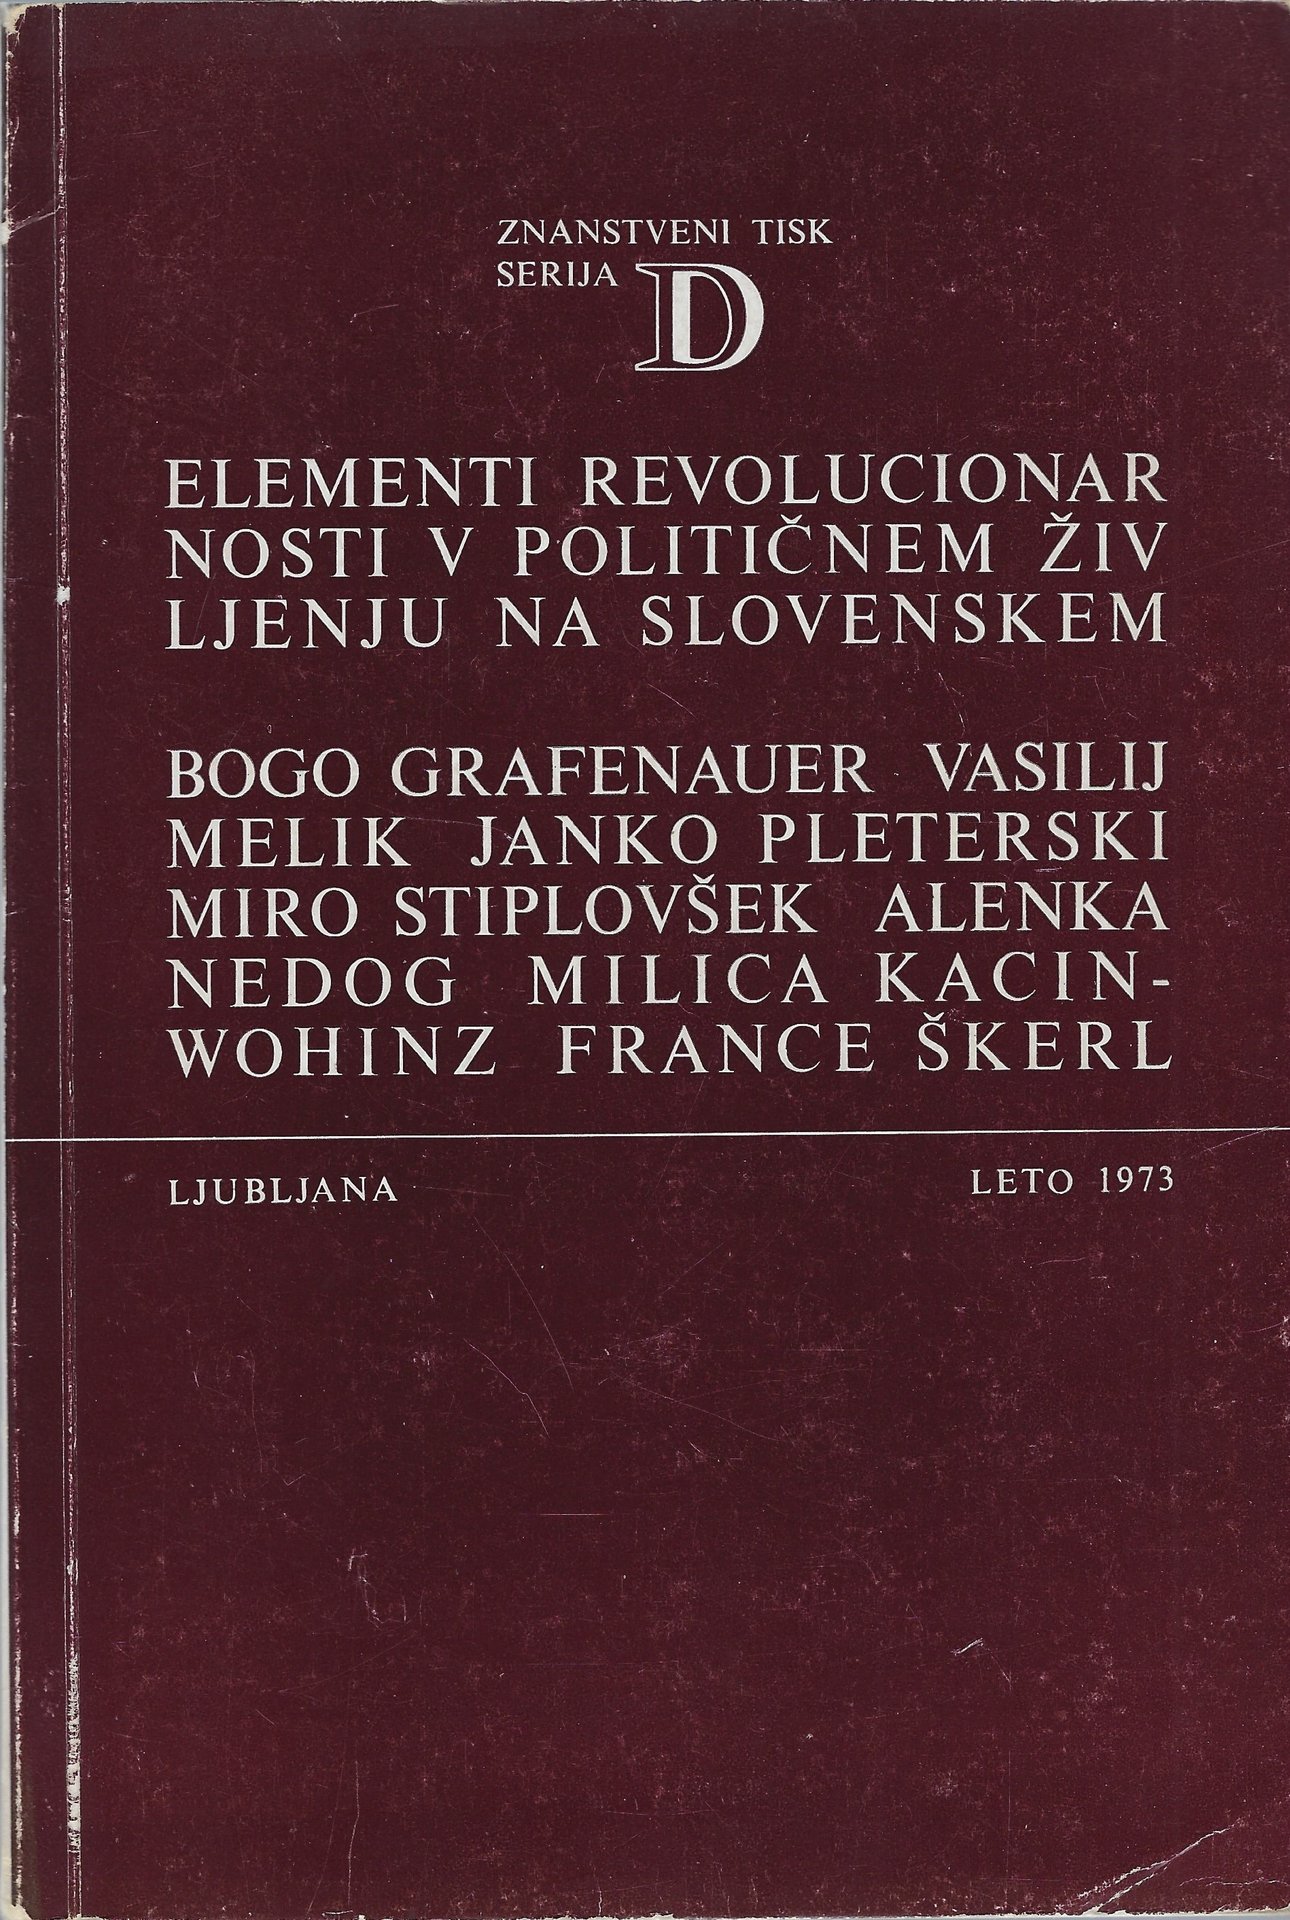 ZNANSTVENI TISK
SERIJA D
ELEMENTI REVOLUCIONAR
NOSTI V POLITIČNEM ŽIV
LJENJU NA SLOVENSKEM
BOGO GRAFENAUER VASILIJ
MELIK JANKO PLETERSKI
MIRO STIPLOVŠEK ALENKA
NEDOG MILICA KACIN-
WOHINZ FRANCE ŠKERL
LJUBLJANA LETO 1973